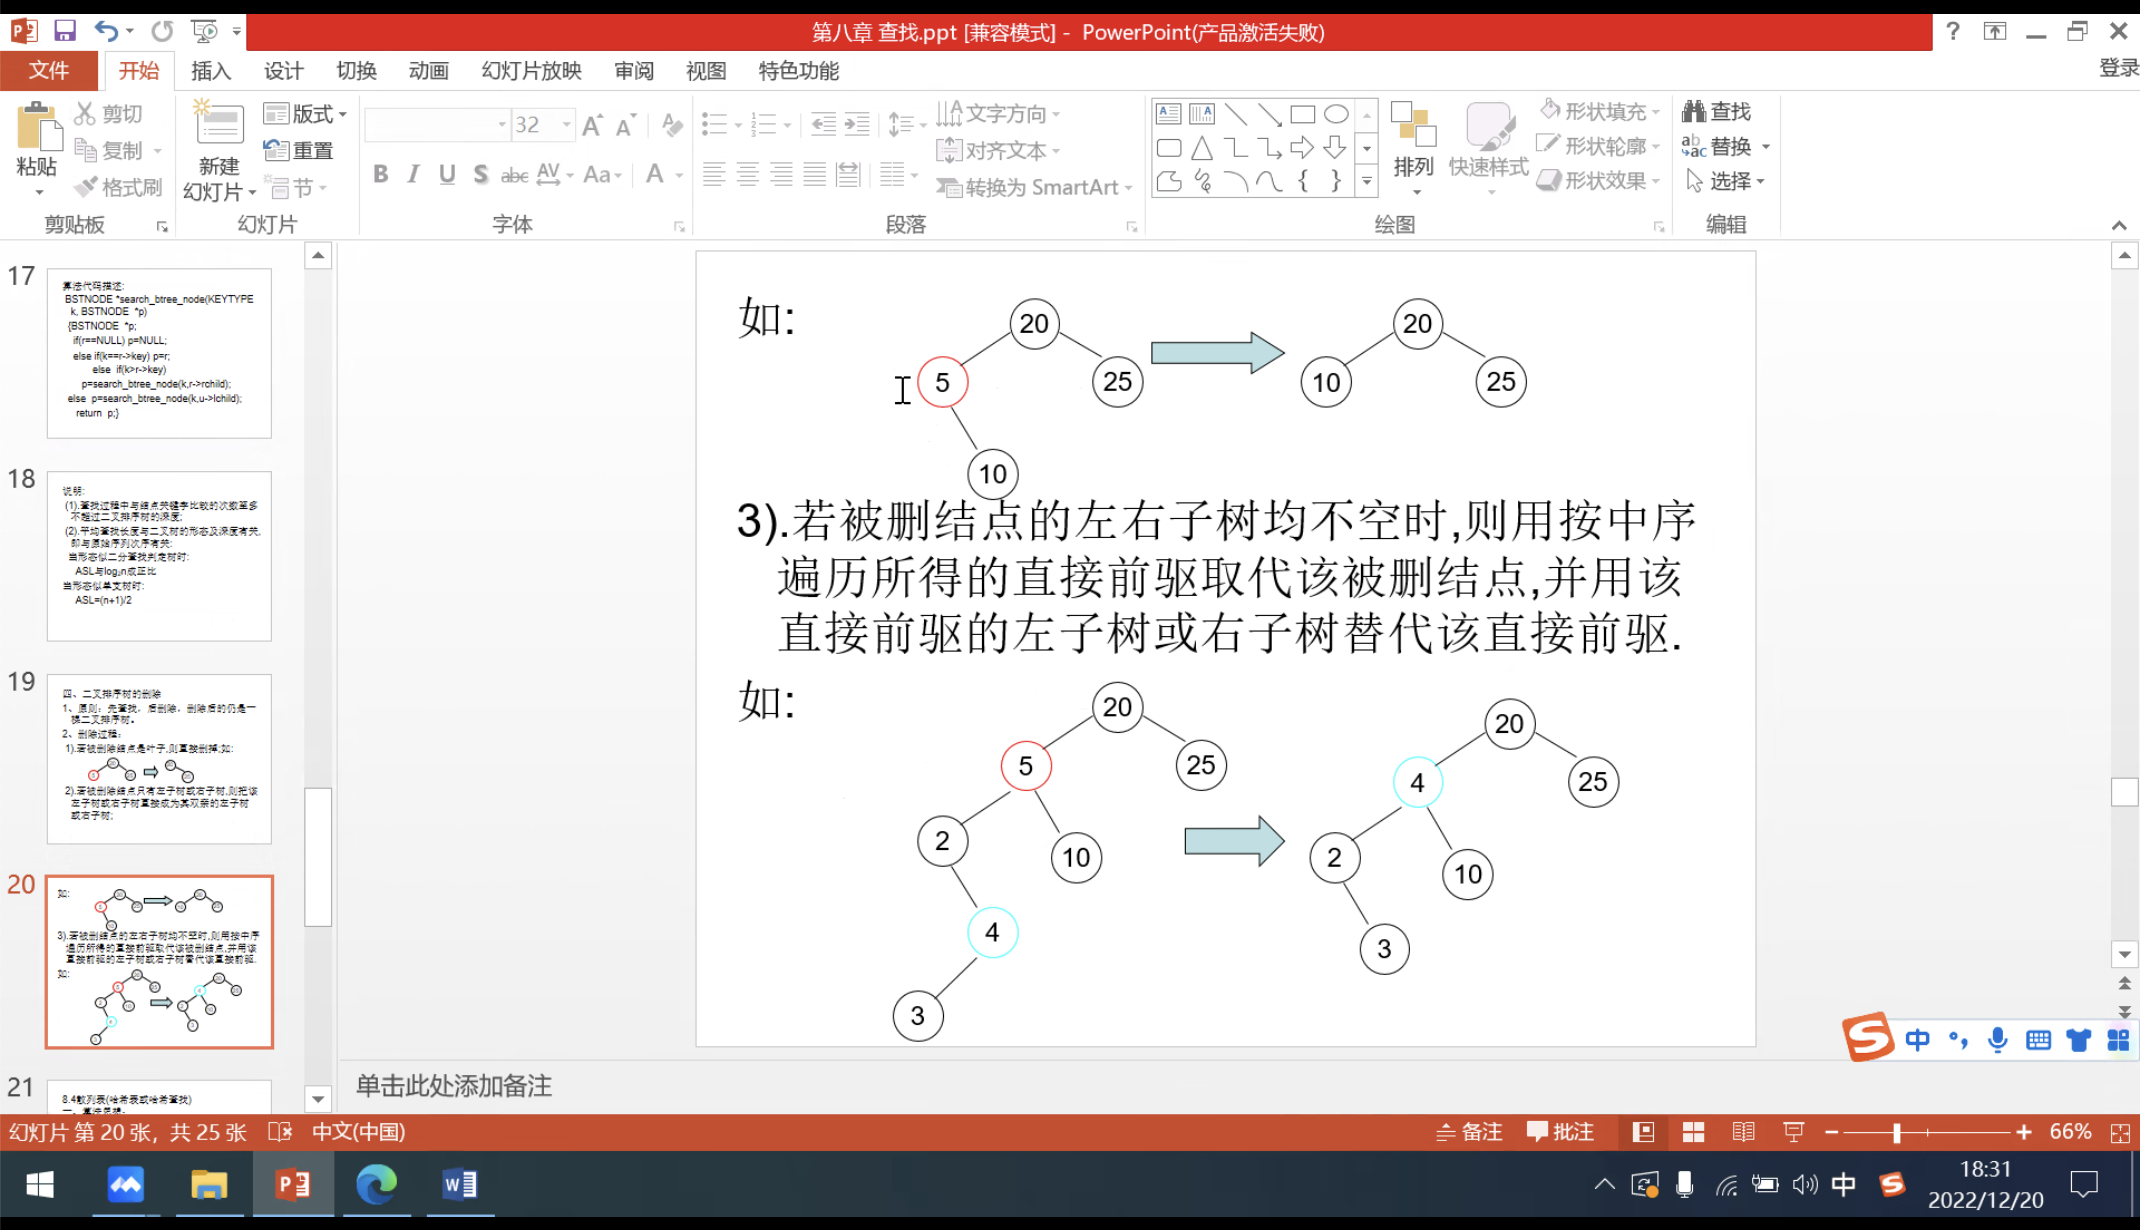 第八章 查找.ppt [兼容模式] - PowerPoint(产品激活失败)
文件 开始 插入 设计 切换 动画 幻灯片放映 审阅 视图 特色功能 登录
粘贴 剪切 复制 格式刷 剪贴板
新建幻灯片 版式 重置 节 幻灯片
32
B I U S abc AV Aa A 字体
文字方向 对齐文本 转换为 SmartArt 段落
排列 快速样式 形状填充 形状轮廓 形状效果 绘图
查找 替换 选择 编辑
17
算法代码描述:
BSTNODE *search_btree_node(KEYTYPE
k, BSTNODE *p)
{BSTNODE *p;
if(r==NULL) p=NULL;
else if(k==r->key) p=r;
else if(k>r->key)
p=search_btree_node(k,r->rchild);
else p=search_btree_node(k,u->lchild);
return p;}
18
说明:
(1).查找过程中与结点关键字比较的次数至多
不超过二叉排序树的深度;
(2).平均查找长度与二叉树的形态及深度有关,
即与原始序列次序有关:
当形态似二分查找判定树时:
ASL与log₂n成正比
当形态似单支树时:
ASL=(n+1)/2
19
四、二叉排序树的删除
1、原则：先查找，后删除，删除后的仍是一
棵二叉排序树。
2、删除过程:
1).若被删除结点是叶子,则直接删掉;如:
2).若被删除结点只有左子树或右子树,则把该
左子树或右子树直接成为其双亲的左子树
或右子树;
20
如:
3).若被删结点的左右子树均不空时,则用按中序
遍历所得的直接前驱取代该被删结点,并用该
直接前驱的左子树或右子树替代该直接前驱.
如:
21
8.4散列表(哈希表或哈希查找)
一、算法思想:
如:
20 20
5 25 10 25
10
3).若被删结点的左右子树均不空时,则用按中序
遍历所得的直接前驱取代该被删结点,并用该
直接前驱的左子树或右子树替代该直接前驱.
如:
20 20
5 25 4 25
2 10 2 10
4 3
3
中
单击此处添加备注
幻灯片 第 20 张，共 25 张 中文(中国) 备注 批注 66%
中 18:31
2022/12/20